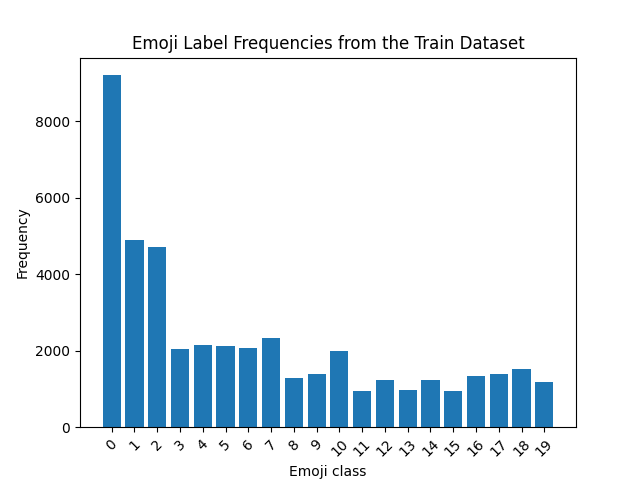 Emoji Label Frequencies from the Train Dataset
8000
6000
4000
2000
0
Frequency
0 1 2 3 4 5 6 7 8 9 10 11 12 13 14 15 16 17 18 19
Emoji class